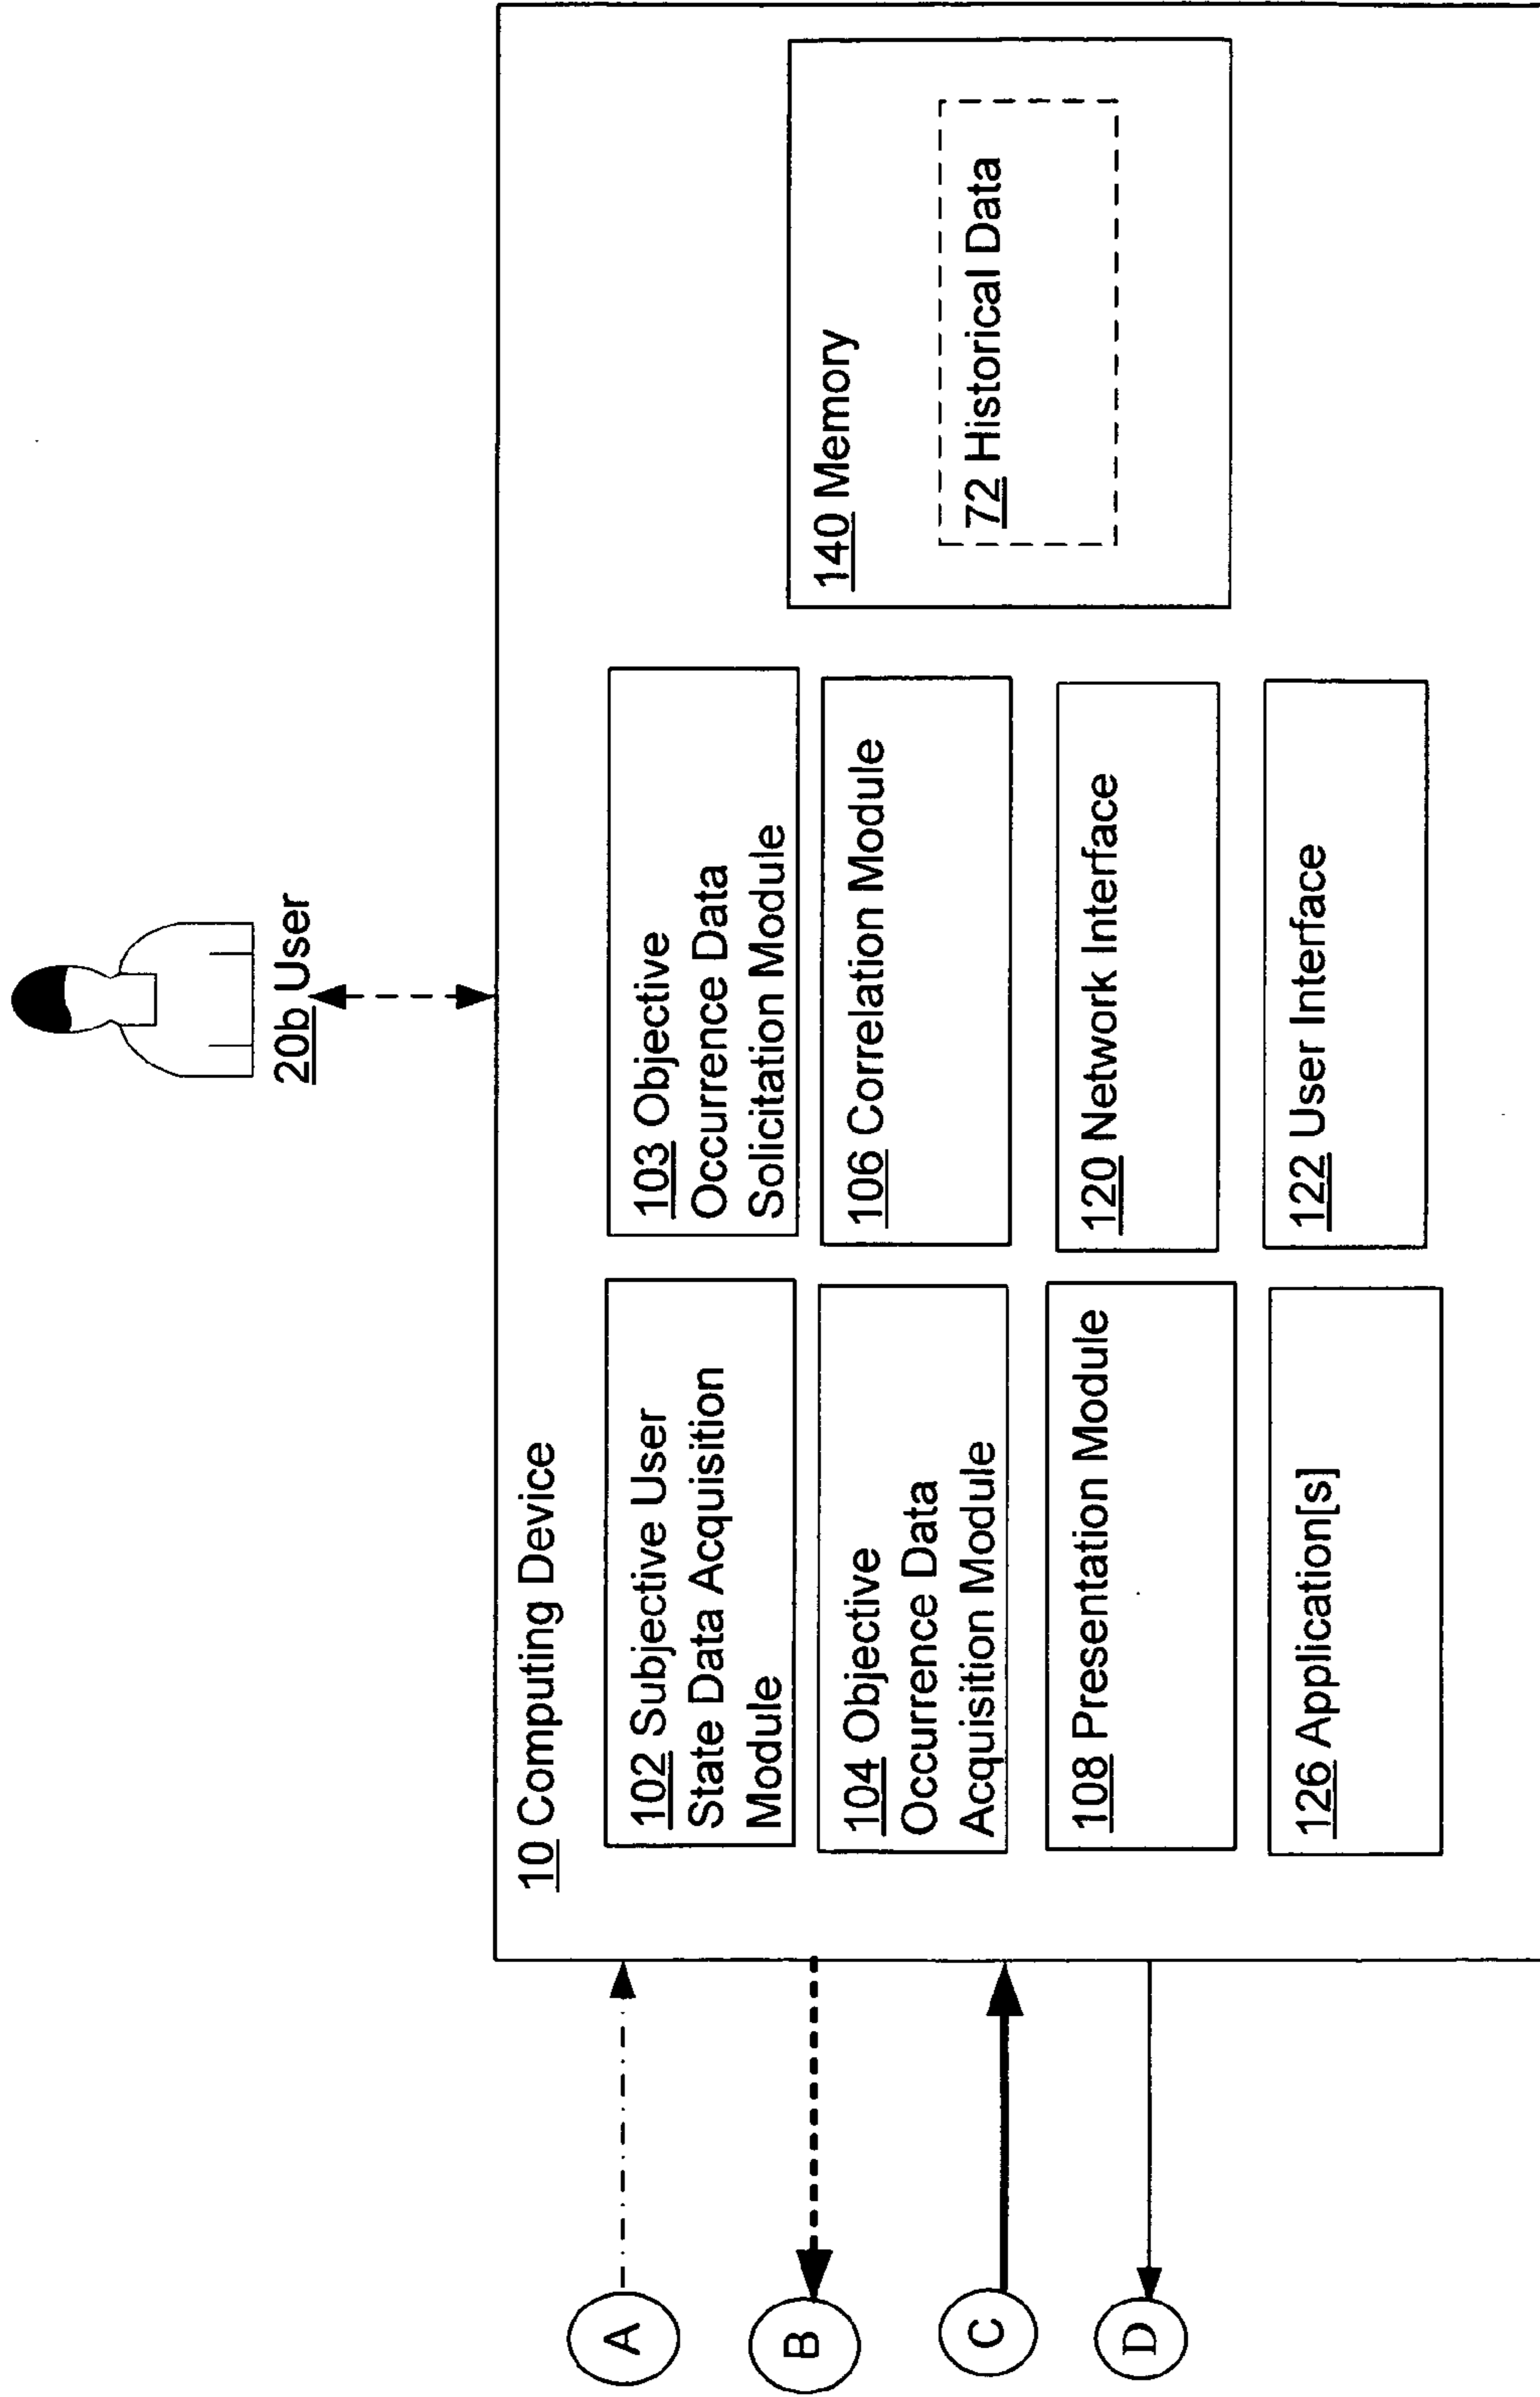 20b User
10 Computing Device
102 Subjective User
State Data Acquisition
Module
103 Objective
Occurrence Data
Solicitation Module
104 Objective
Occurrence Data
Acquisition Module
106 Correlation Module
108 Presentation Module
120 Network Interface
126 Application[s]
122 User Interface
140 Memory
72 Historical Data
A
B
C
D